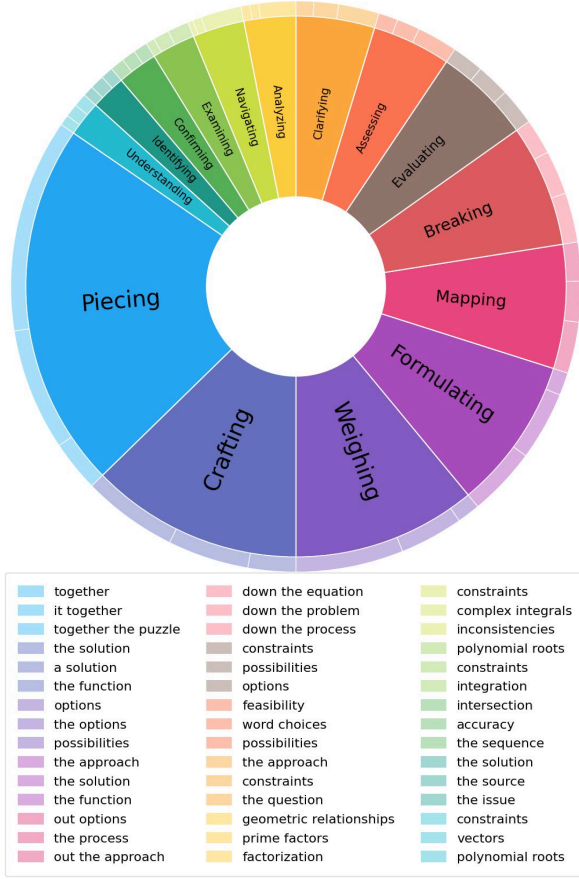 Analyzing
Clarifying
Navigating
Assessing
Examining
Confirming
Evaluating
Identifying
Understanding
Breaking
Piecing
Mapping
Formulating
Crafting
Weighing
together
it together
together the puzzle
the solution
a solution
the function
options
the options
possibilities
the approach
the solution
the function
out options
the process
out the approach
down the equation
down the problem
down the process
constraints
possibilities
options
feasibility
word choices
possibilities
the approach
constraints
the question
geometric relationships
prime factors
factorization
constraints
complex integrals
inconsistencies
polynomial roots
constraints
integration
intersection
accuracy
the sequence
the solution
the source
the issue
constraints
vectors
polynomial roots